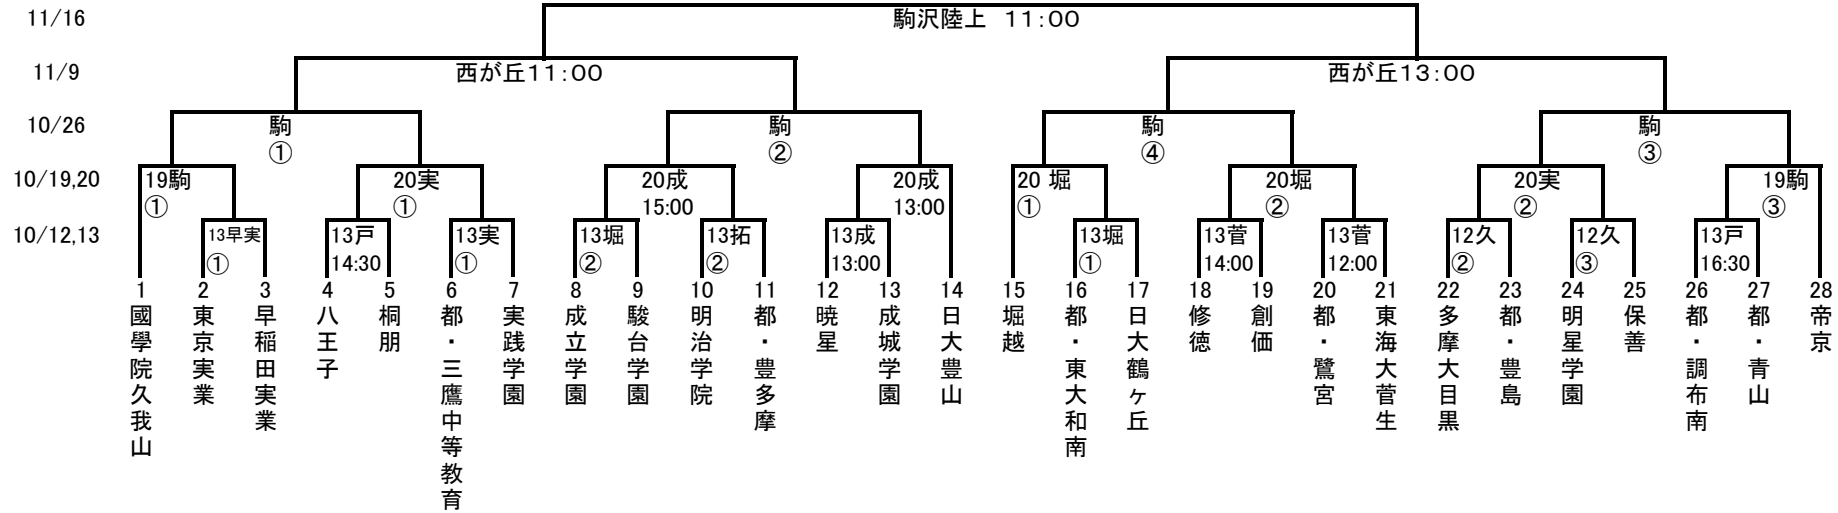 11/16
駒沢陸上 11:00
11/9
西が丘11:00
西が丘13:00
10/26
駒
①
駒
②
駒
④
駒
③
10/19,20
19駒
①
20実
①
20成
15:00
20成
13:00
20 堀
①
20堀
②
20実
②
19駒
③
10/12,13
13早実
①
13戸
14:30
13実
①
13堀
②
13拓
②
13成
13:00
13堀
①
13菅
14:00
13菅
12:00
12久
②
12久
③
13戸
16:30
1
國學院久我山
2
東京実業
3
早稲田実業
4
八王子
5
桐朋
6
都・三鷹中等教育
7
実践学園
8
成立学園
9
駿台学園
10
明治学院
11
都・豊多摩
12
暁星
13
成城学園
14
日大豊山
15
堀越
16
都・東大和南
17
日大鶴ヶ丘
18
修徳
19
創価
20
都・鷺宮
21
東海大菅生
22
多摩大目黒
23
都・豊島
24
明星学園
25
保善
26
都・調布南
27
都・青山
28
帝京